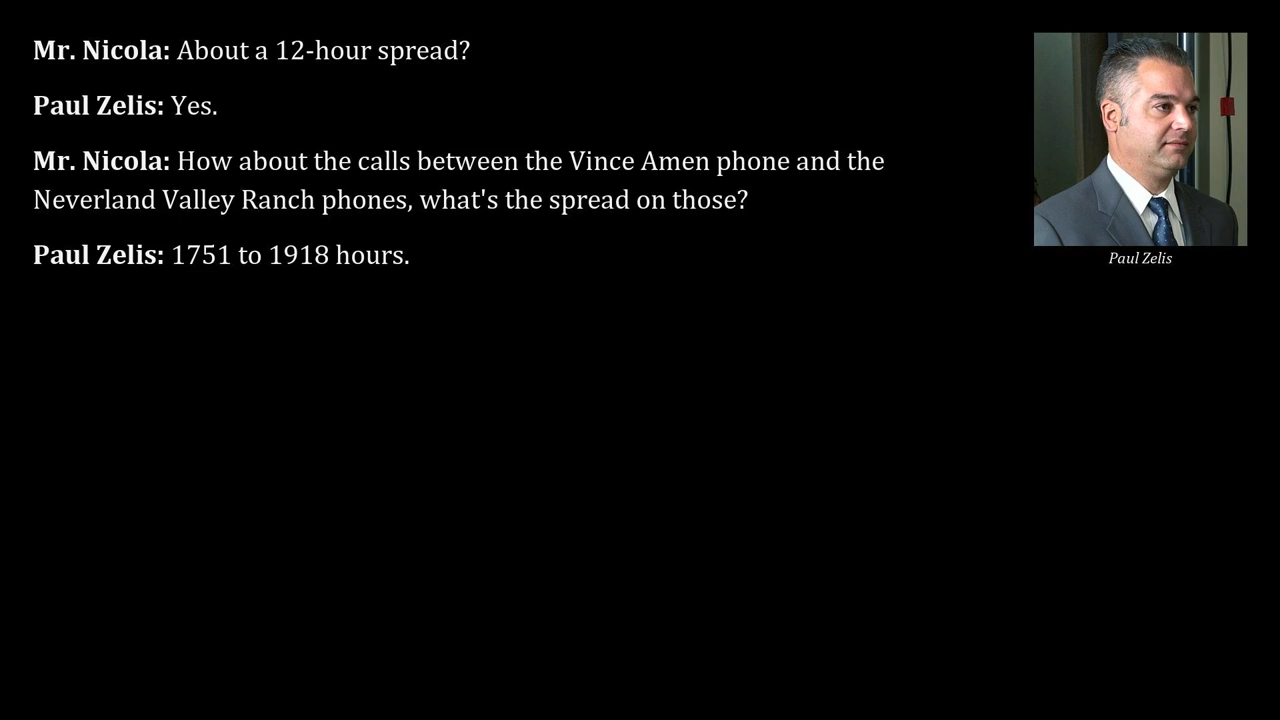 Mr. Nicola: About a 12-hour spread?
Paul Zelis: Yes.
Mr. Nicola: How about the calls between the Vince Amen phone and the
Neverland Valley Ranch phones, what's the spread on those?
Paul Zelis: 1751 to 1918 hours.
Paul Zelis